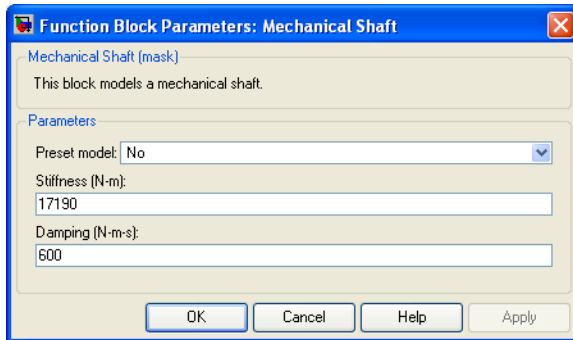 Function Block Parameters: Mechanical Shaft
Mechanical Shaft (mask)
This block models a mechanical shaft.
Parameters
Preset model: No
Stiffness (N-m):
17190
Damping (N-m-s):
600
OK Cancel Help Apply